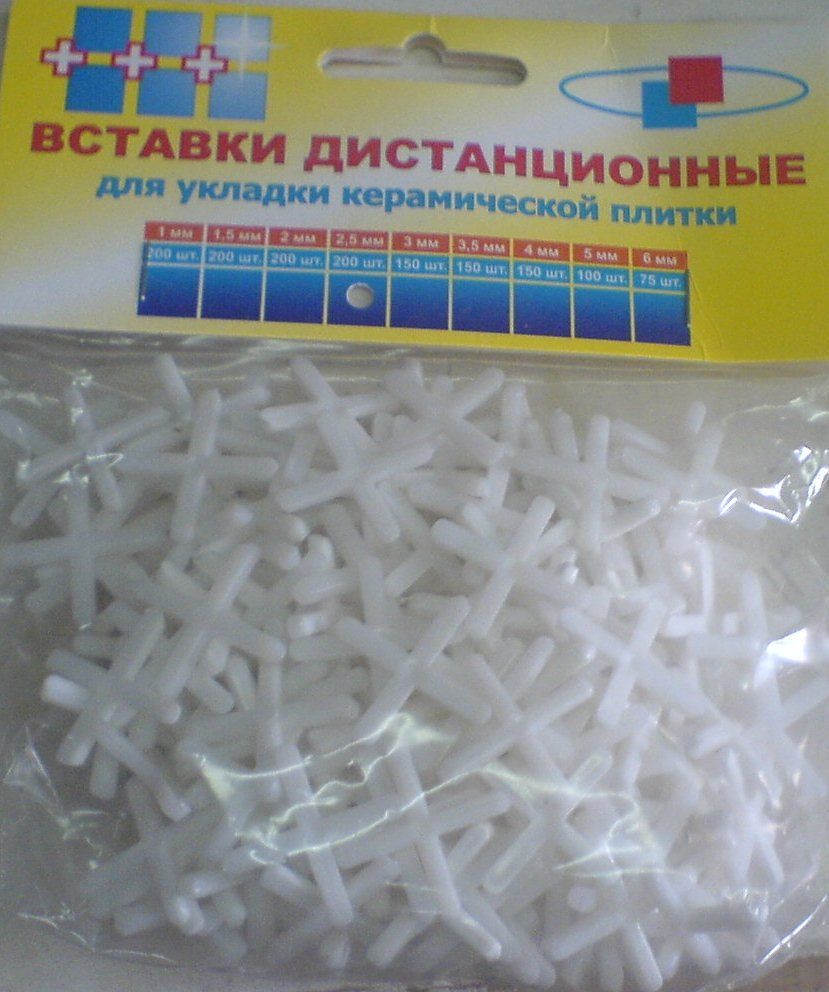 ВСТАВКИ ДИСТАНЦИОННЫЕ
для укладки керамической плитки
1 мм 1,5 мм 2 мм 2,5 мм 3 мм 3,5 мм 4 мм 5 мм 6 мм
200 шт. 200 шт. 200 шт. 200 шт. 150 шт. 150 шт. 150 шт. 100 шт. 75 шт.